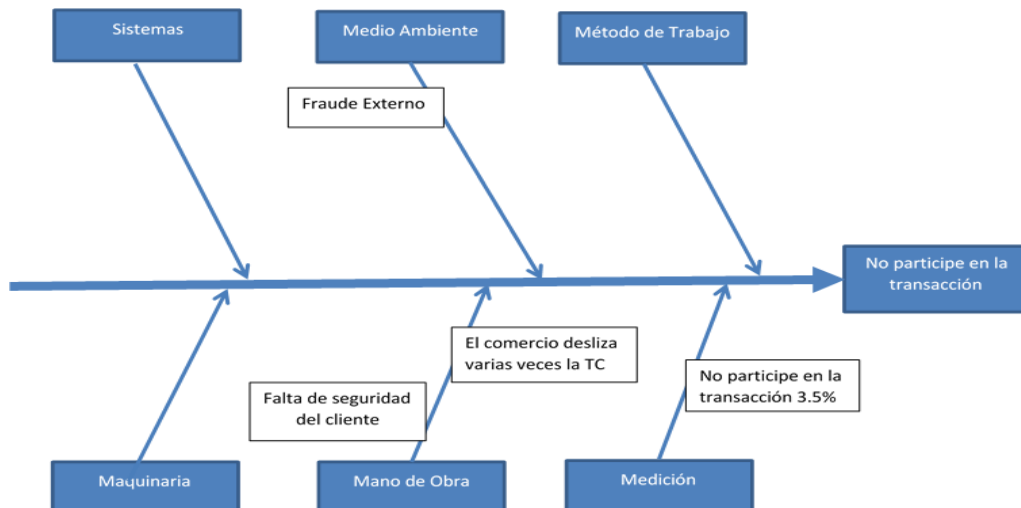 Sistemas
Medio Ambiente
Método de Trabajo
Fraude Externo
No participe en la
transacción
El comercio desliza
varias veces la TC
No participe en la
transacción 3.5%
Falta de seguridad
del cliente
Maquinaria
Mano de Obra
Medición